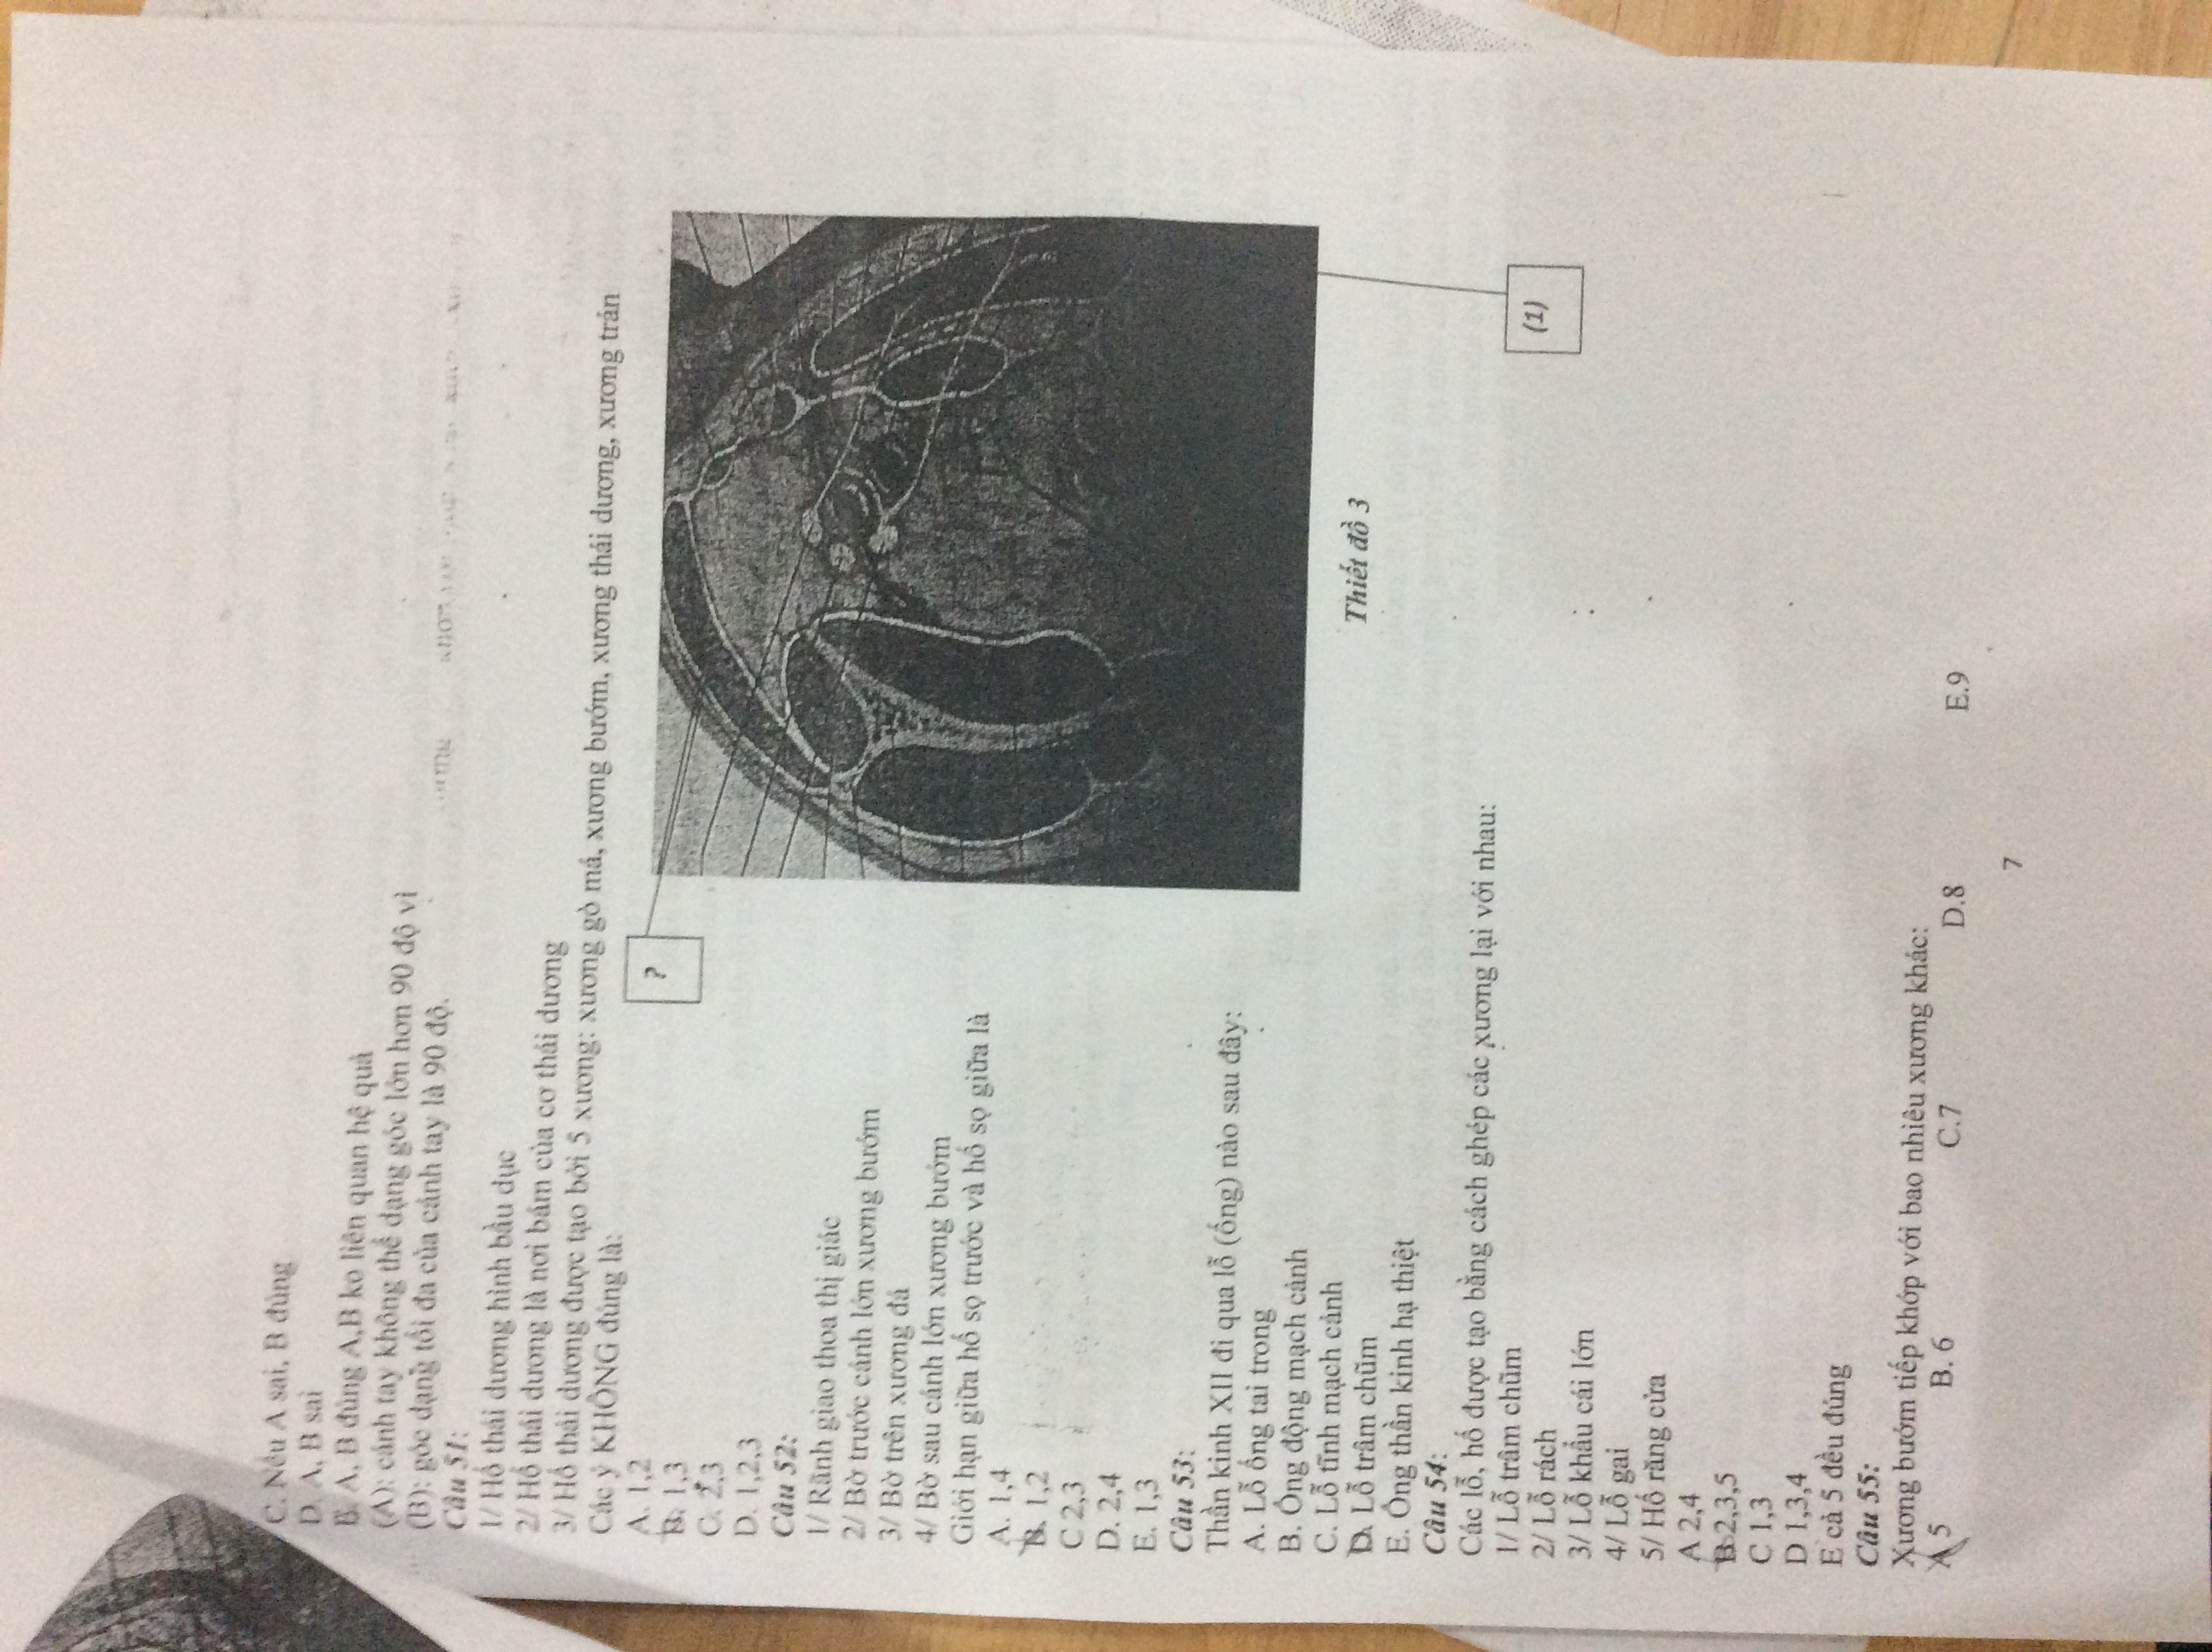 C. Nếu A sai, B đúng
D. A, B sai
E. A, B đúng A,B ko liên quan hệ quả
(A): cánh tay không thể dạng góc lớn hơn 90 độ vì
(B): góc dạng tối đa của cánh tay là 90 độ.
Câu 51:
1/ Hố thái dương hình bầu dục
2/ Hố thái dương là nơi bám của cơ thái dương
3/ Hố thái dương được tạo bởi 5 xương: xương gò má, xương bướm, xương thái dương, xương trán
Các ý KHÔNG đúng là:
A. 1,2
B. 1,3
C. 2,3
D. 1,2,3
?
Câu 52:
1/ Rãnh giao thoa thị giác
2/ Bờ trước cánh lớn xương bướm
3/ Bờ trên xương đá
4/ Bờ sau cánh lớn xương bướm
Giới hạn giữa hố sọ trước và hố sọ giữa là
A. 1,4
B. 1,2
C 2,3
D. 2,4
E. 1,3
Câu 53:
Thần kinh XII đi qua lỗ (ống) nào sau đây:
A. Lỗ ống tai trong
B. Ống động mạch cảnh
C. Lỗ tĩnh mạch cảnh
D. Lỗ trâm chũm
E. Ống thần kinh hạ thiệt
Thiết đồ 3
(1)
Câu 54:
Các lỗ, hố được tạo bằng cách ghép các xương lại với nhau:
1/ Lỗ trâm chũm
2/ Lỗ rách
3/ Lỗ khẩu cái lớn
4/ Lỗ gai
5/ Hố răng cửa
A 2,4
B 2,3,5
C 1,3
D 1,3,4
E cả 5 đều đúng
Câu 55:
Xương bướm tiếp khớp với bao nhiêu xương khác:
A 5 B. 6 C.7 D.8 E.9
7